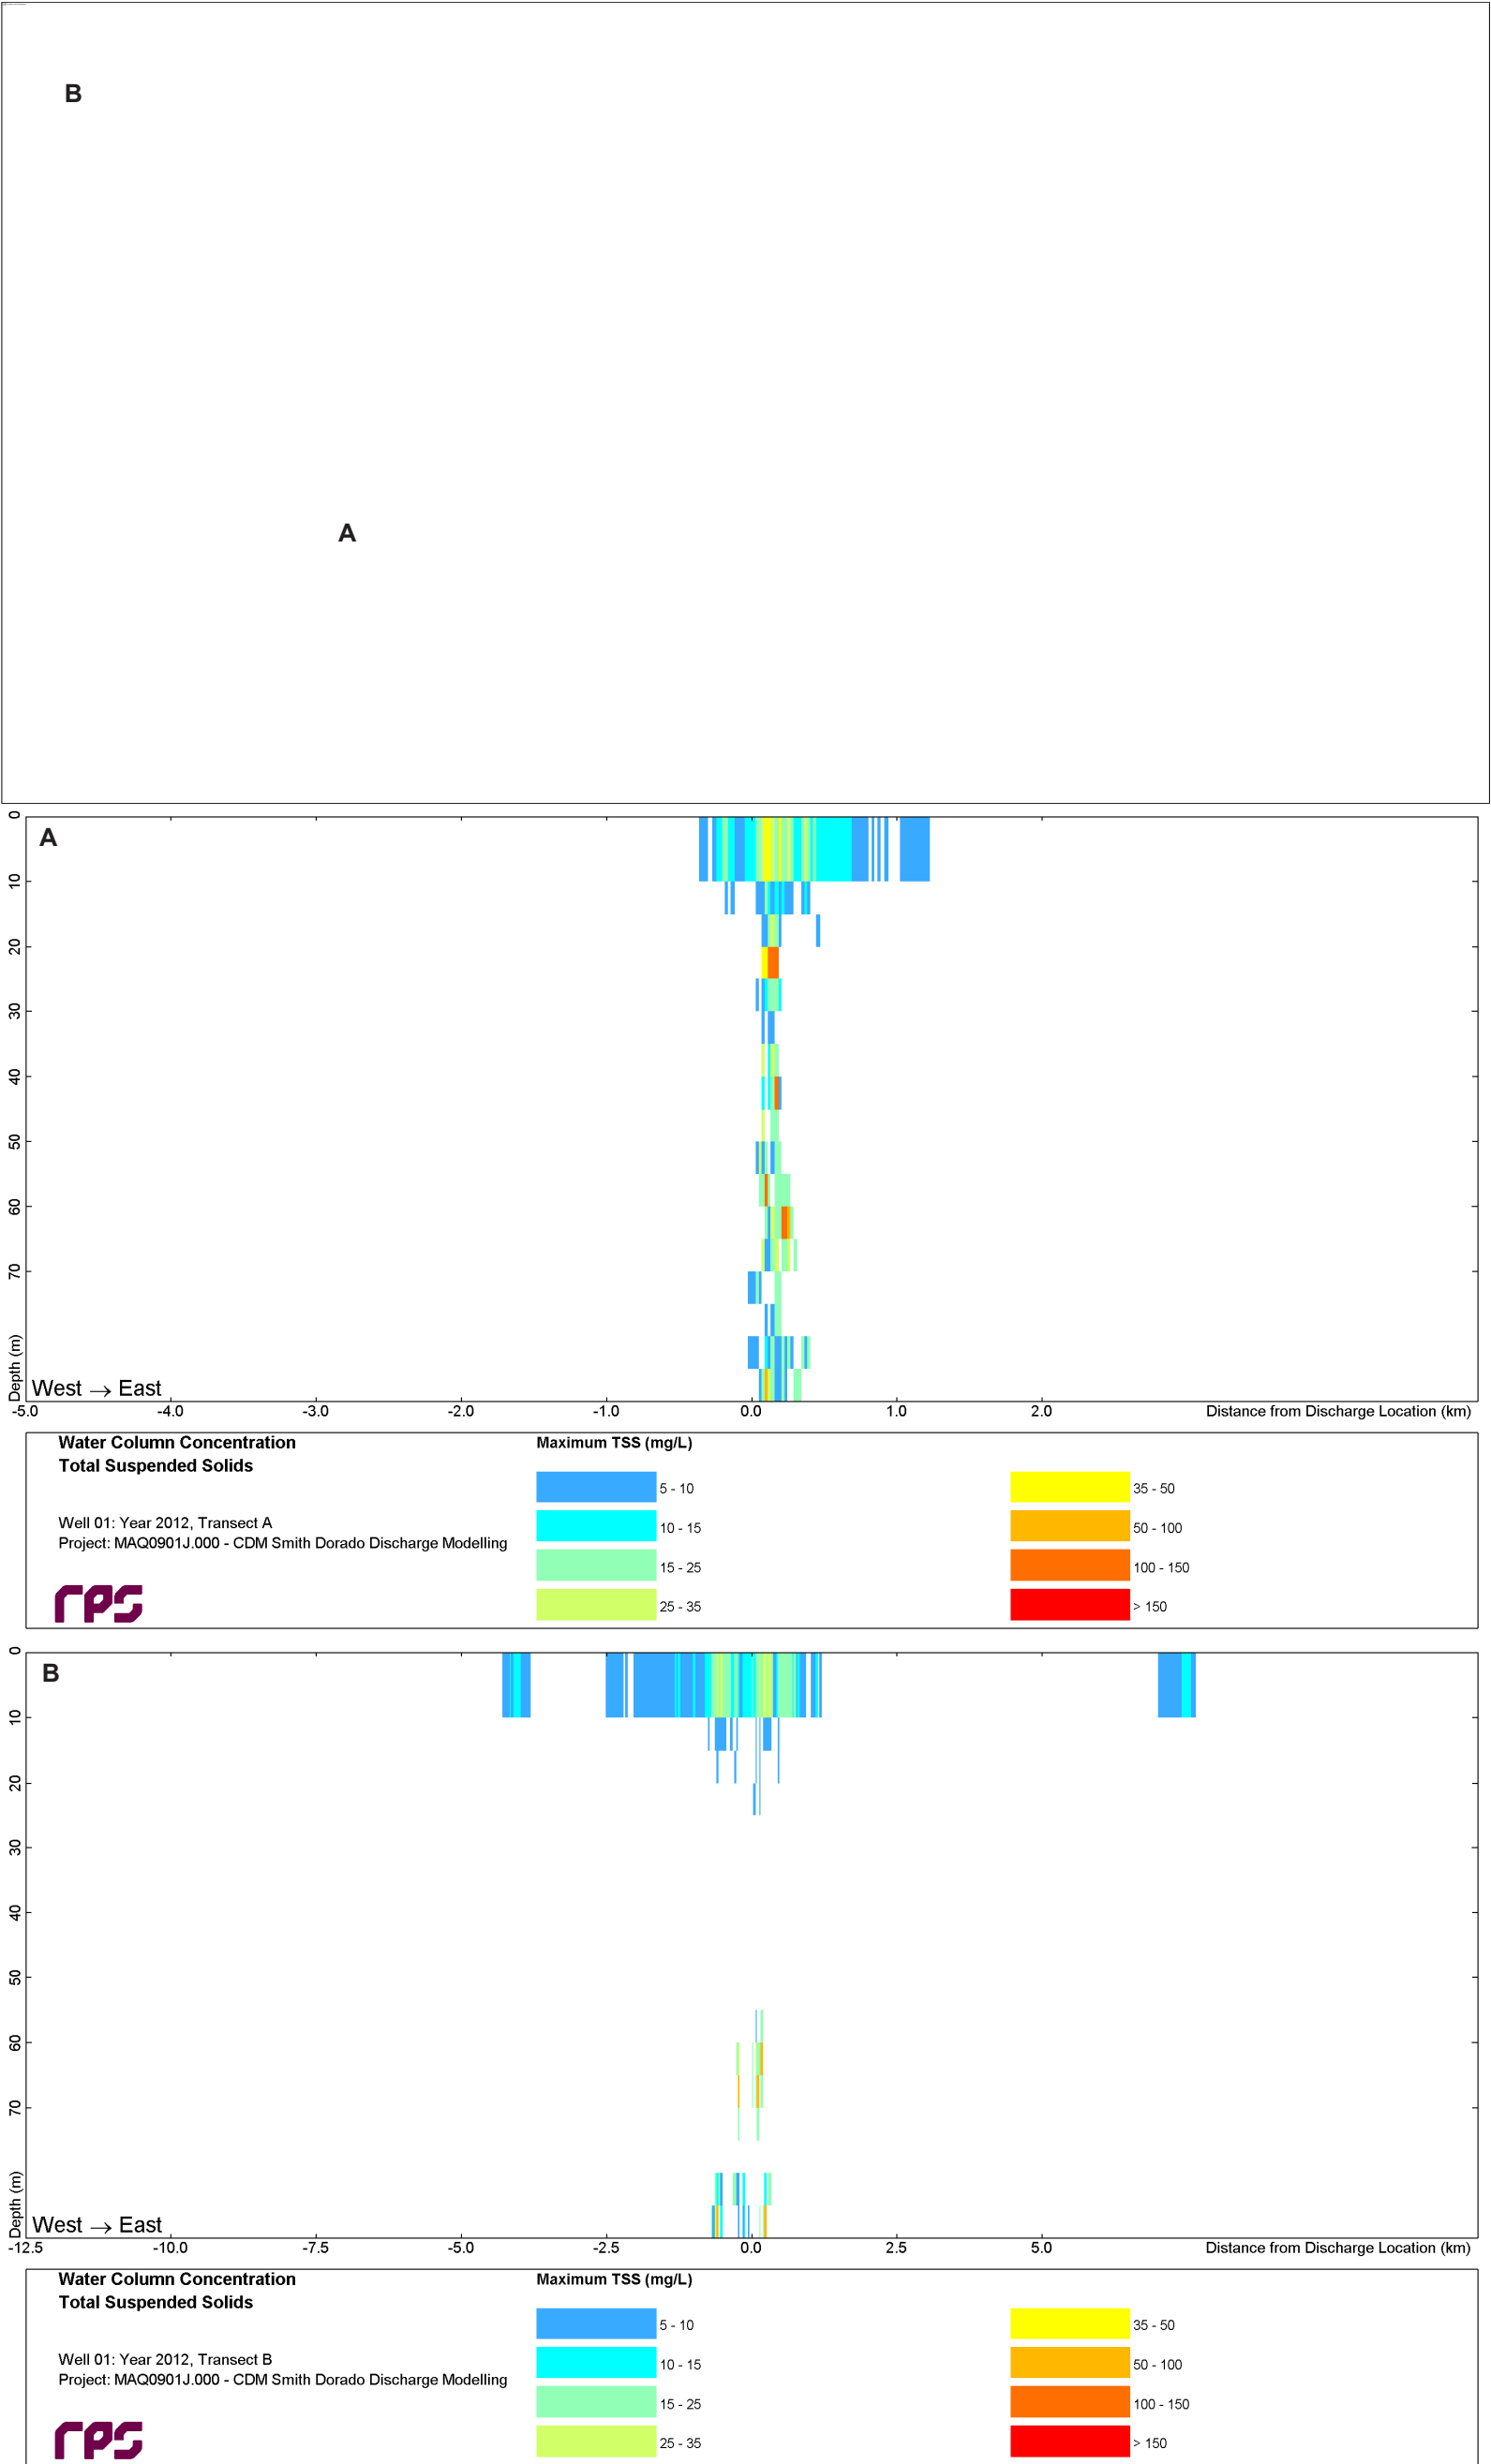 B
A
A
0
10
20
30
40
50
60
70
Depth (m)
West → East
-5.0 -4.0 -3.0 -2.0 -1.0 0.0 1.0 2.0 Distance from Discharge Location (km)
Water Column Concentration
Total Suspended Solids
Well 01: Year 2012, Transect A
Project: MAQ0901J.000 - CDM Smith Dorado Discharge Modelling
rps
Maximum TSS (mg/L)
5 - 10
10 - 15
15 - 25
25 - 35
35 - 50
50 - 100
100 - 150
> 150
B
0
10
20
30
40
50
60
70
Depth (m)
West → East
-12.5 -10.0 -7.5 -5.0 -2.5 0.0 2.5 5.0 Distance from Discharge Location (km)
Water Column Concentration
Total Suspended Solids
Well 01: Year 2012, Transect B
Project: MAQ0901J.000 - CDM Smith Dorado Discharge Modelling
rps
Maximum TSS (mg/L)
5 - 10
10 - 15
15 - 25
25 - 35
35 - 50
50 - 100
100 - 150
> 150